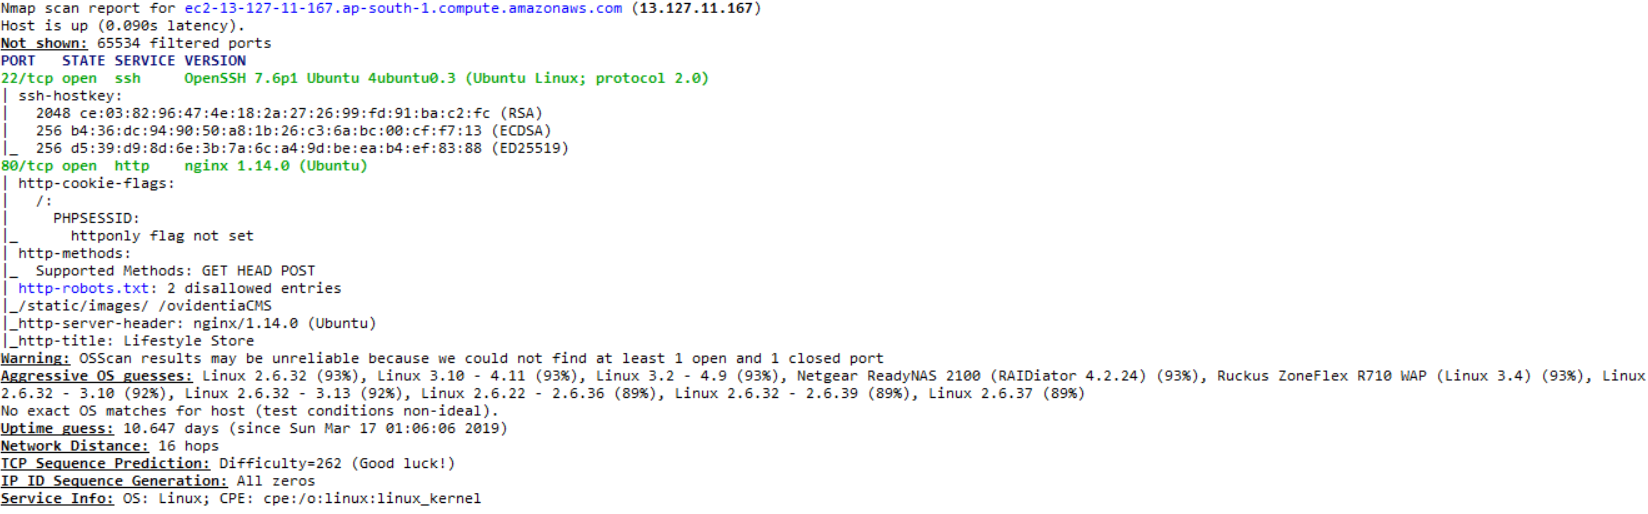 Nmap scan report for ec2-13-127-11-167.ap-south-1.compute.amazonaws.com (13.127.11.167)
Host is up (0.090s latency).
Not shown: 65534 filtered ports
PORT   STATE SERVICE VERSION
22/tcp open  ssh     OpenSSH 7.6p1 Ubuntu 4ubuntu0.3 (Ubuntu Linux; protocol 2.0)
| ssh-hostkey:
|   2048 ce:03:82:96:47:4e:18:2a:27:26:99:fd:91:ba:c2:fc (RSA)
|   256 b4:36:dc:94:90:50:a8:1b:26:c3:6a:bc:00:cf:f7:13 (ECDSA)
|_  256 d5:39:d9:8d:6e:3b:7a:6c:a4:9d:be:ea:b4:ef:83:88 (ED25519)
80/tcp open  http    nginx 1.14.0 (Ubuntu)
| http-cookie-flags:
|   /:
|     PHPSESSID:
|_      httponly flag not set
| http-methods:
|_  Supported Methods: GET HEAD POST
| http-robots.txt: 2 disallowed entries
|_/static/images/ /ovidentiaCMS
|_http-server-header: nginx/1.14.0 (Ubuntu)
|_http-title: Lifestyle Store
Warning: OSScan results may be unreliable because we could not find at least 1 open and 1 closed port
Aggressive OS guesses: Linux 2.6.32 (93%), Linux 3.10 - 4.11 (93%), Linux 3.2 - 4.9 (93%), Netgear ReadyNAS 2100 (RAIDiator 4.2.24) (93%), Ruckus ZoneFlex R710 WAP (Linux 3.4) (93%), Linux
2.6.32 - 3.10 (92%), Linux 2.6.32 - 3.13 (92%), Linux 2.6.22 - 2.6.36 (89%), Linux 2.6.32 - 2.6.39 (89%), Linux 2.6.37 (89%)
No exact OS matches for host (test conditions non-ideal).
Uptime guess: 10.647 days (since Sun Mar 17 01:06:06 2019)
Network Distance: 16 hops
TCP Sequence Prediction: Difficulty=262 (Good luck!)
IP ID Sequence Generation: All zeros
Service Info: OS: Linux; CPE: cpe:/o:linux:linux_kernel